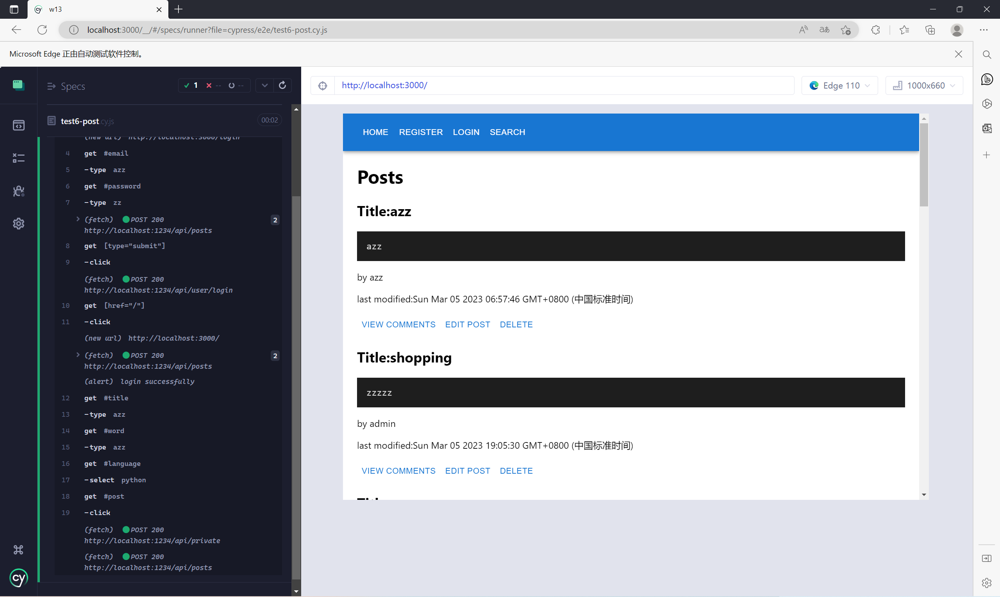 w13
localhost:3000/__/#/specs/runner?file=cypress/e2e/test6-post.cy.js
Microsoft Edge 正由自动测试软件控制。
Specs
1 -- --
test6-post.cy.js 00:02
(new url) http://localhost:3000/login
4 get #email
5 -type azz
6 get #password
7 -type zz
(fetch) POST 200 2
http://localhost:1234/api/posts
8 get [type="submit"]
9 -click
(fetch) POST 200
http://localhost:1234/api/user/login
10 get [href="/"]
11 -click
(new url) http://localhost:3000/
(fetch) POST 200 2
http://localhost:1234/api/posts
(alert) login successfully
12 get #title
13 -type azz
14 get #word
15 -type azz
16 get #language
17 -select python
18 get #post
19 -click
(fetch) POST 200
http://localhost:1234/api/private
(fetch) POST 200
http://localhost:1234/api/posts
cy
http://localhost:3000/
Edge 110
1000x660
HOME REGISTER LOGIN SEARCH
Posts
Title:azz
azz
by azz
last modified:Sun Mar 05 2023 06:57:46 GMT+0800 (中国标准时间)
VIEW COMMENTS EDIT POST DELETE
Title:shopping
zzzzz
by admin
last modified:Sun Mar 05 2023 19:05:30 GMT+0800 (中国标准时间)
VIEW COMMENTS EDIT POST DELETE